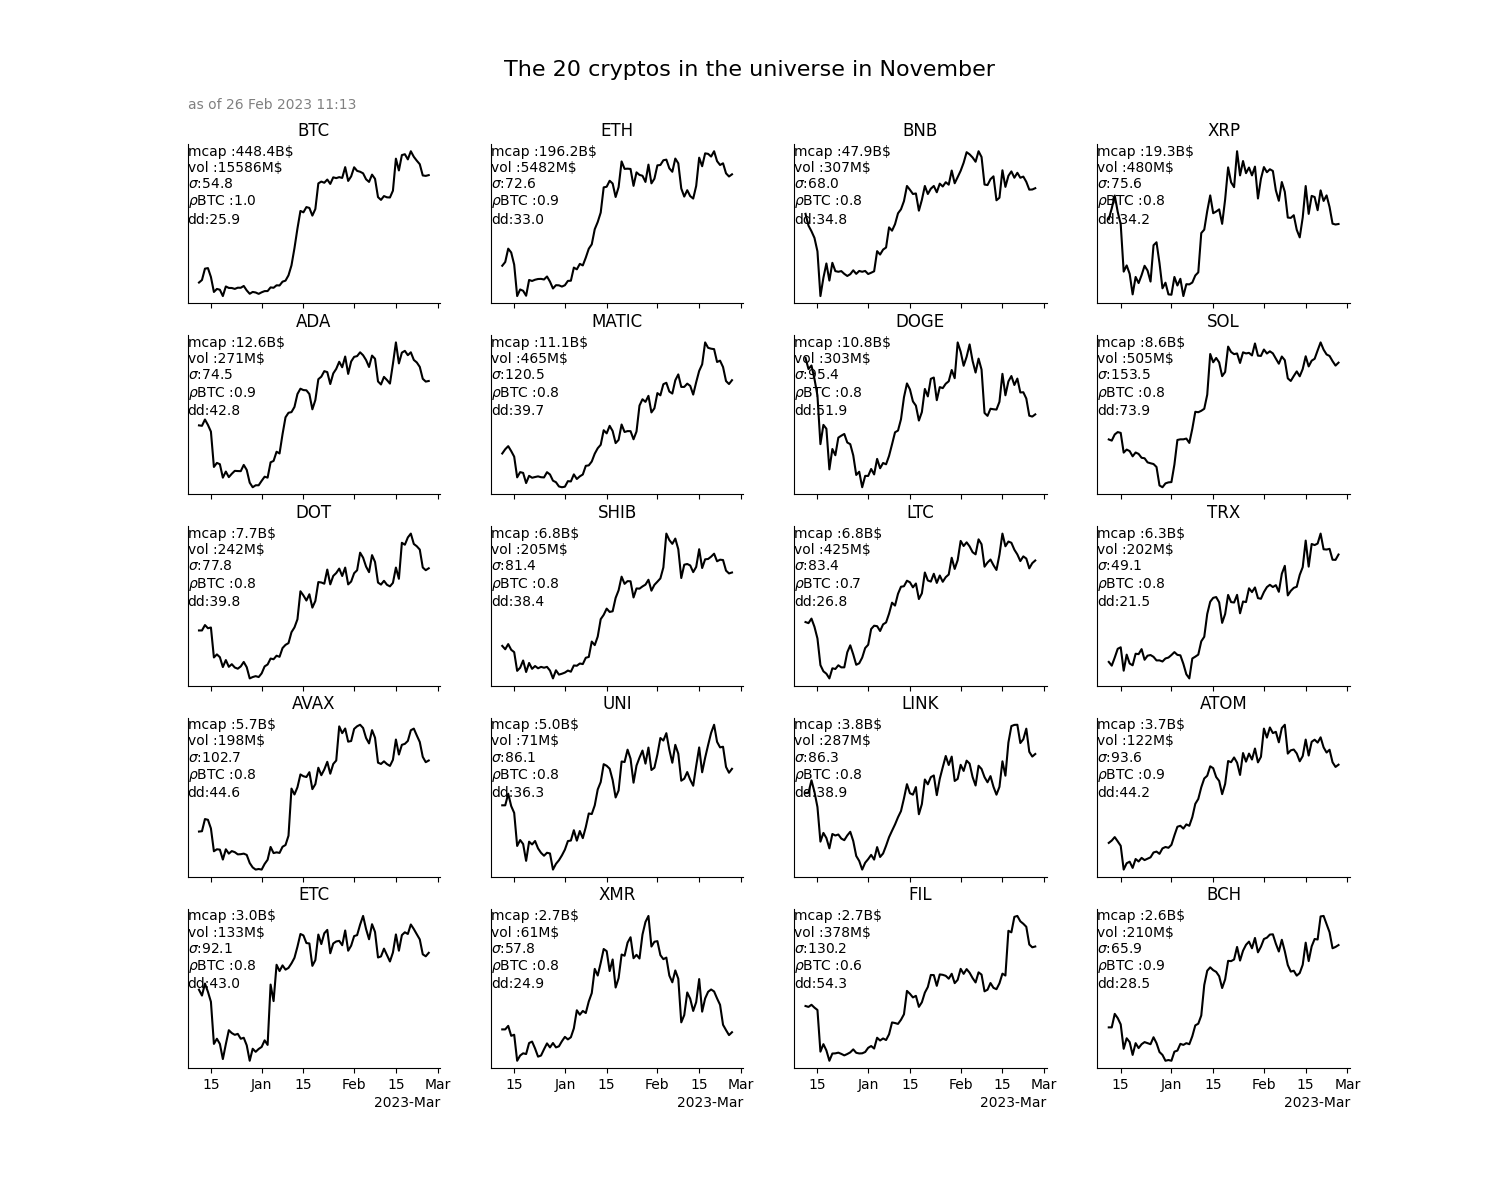 The 20 cryptos in the universe in November
as of 26 Feb 2023 11:13
BTC
mcap :448.4B$
vol :15586M$
σ:54.8
ρBTC :1.0
dd:25.9
ETH
mcap :196.2B$
vol :5482M$
σ:72.6
ρBTC :0.9
dd:33.0
BNB
mcap :47.9B$
vol :307M$
σ:68.0
ρBTC :0.8
dd:34.8
XRP
mcap :19.3B$
vol :480M$
σ:75.6
ρBTC :0.8
dd:34.2
ADA
mcap :12.6B$
vol :271M$
σ:74.5
ρBTC :0.9
dd:42.8
MATIC
mcap :11.1B$
vol :465M$
σ:120.5
ρBTC :0.8
dd:39.7
DOGE
mcap :10.8B$
vol :303M$
σ:95.4
ρBTC :0.8
dd:51.9
SOL
mcap :8.6B$
vol :505M$
σ:153.5
ρBTC :0.8
dd:73.9
DOT
mcap :7.7B$
vol :242M$
σ:77.8
ρBTC :0.8
dd:39.8
SHIB
mcap :6.8B$
vol :205M$
σ:81.4
ρBTC :0.8
dd:38.4
LTC
mcap :6.8B$
vol :425M$
σ:83.4
ρBTC :0.7
dd:26.8
TRX
mcap :6.3B$
vol :202M$
σ:49.1
ρBTC :0.8
dd:21.5
AVAX
mcap :5.7B$
vol :198M$
σ:102.7
ρBTC :0.8
dd:44.6
UNI
mcap :5.0B$
vol :71M$
σ:86.1
ρBTC :0.8
dd:36.3
LINK
mcap :3.8B$
vol :287M$
σ:86.3
ρBTC :0.8
dd:38.9
ATOM
mcap :3.7B$
vol :122M$
σ:93.6
ρBTC :0.9
dd:44.2
ETC
mcap :3.0B$
vol :133M$
σ:92.1
ρBTC :0.8
dd:43.0
XMR
mcap :2.7B$
vol :61M$
σ:57.8
ρBTC :0.8
dd:24.9
FIL
mcap :2.7B$
vol :378M$
σ:130.2
ρBTC :0.6
dd:54.3
BCH
mcap :2.6B$
vol :210M$
σ:65.9
ρBTC :0.9
dd:28.5
15 Jan 15 Feb 15 Mar
2023-Mar
15 Jan 15 Feb 15 Mar
2023-Mar
15 Jan 15 Feb 15 Mar
2023-Mar
15 Jan 15 Feb 15 Mar
2023-Mar